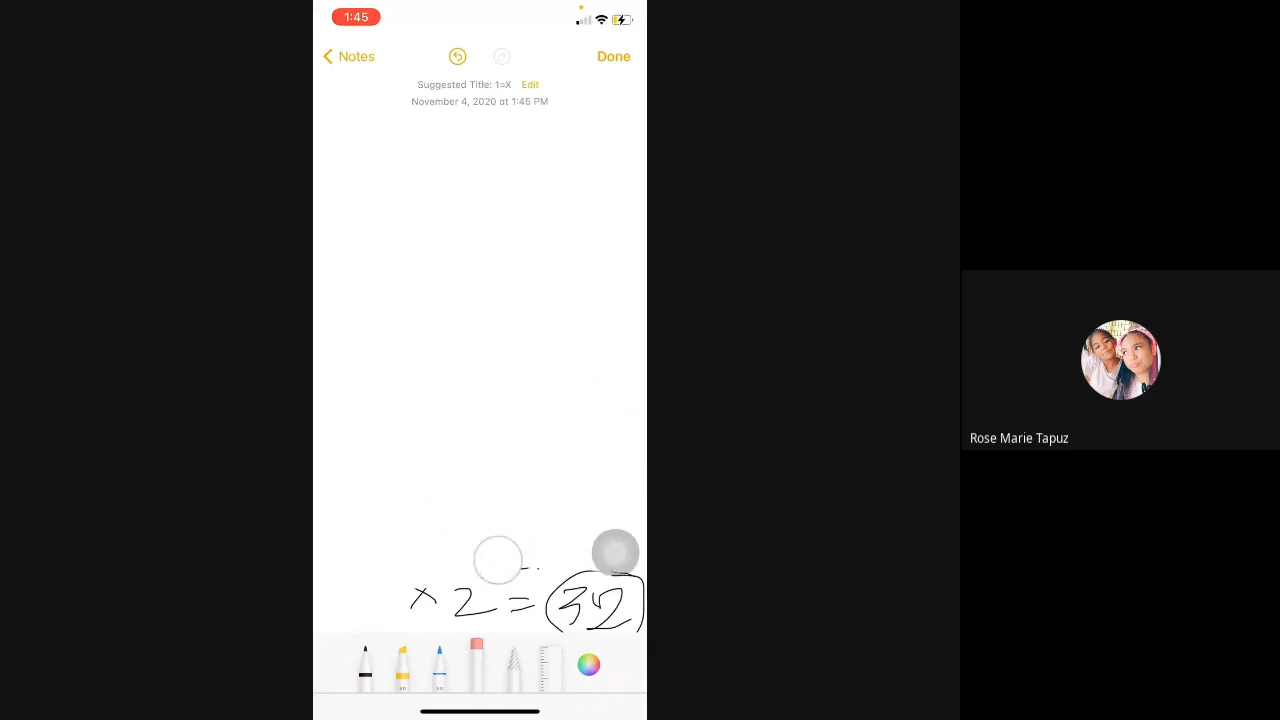 1:45
Notes Done
Suggested Title: 1=X Edit
November 4, 2020 at 1:45 PM
× 2 = 32
Rose Marie Tapuz